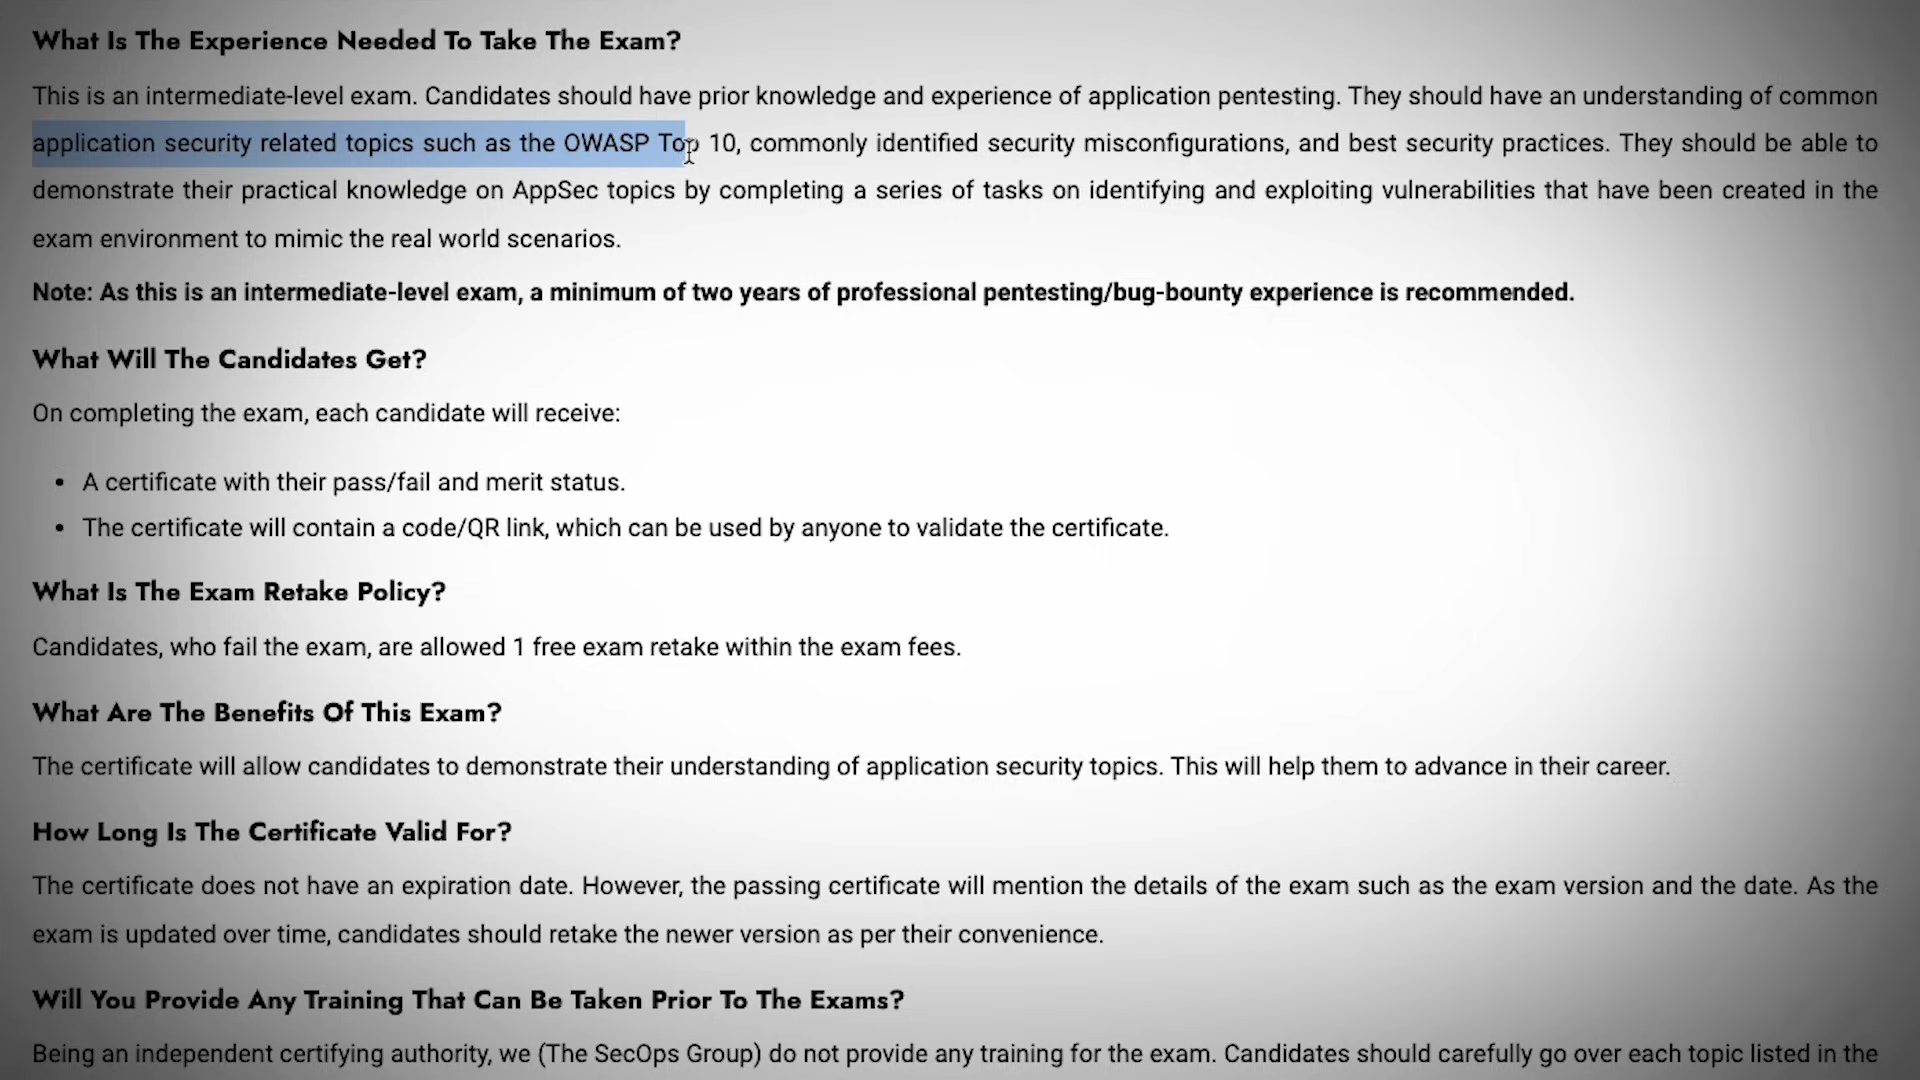 What Is The Experience Needed To Take The Exam?
This is an intermediate-level exam. Candidates should have prior knowledge and experience of application pentesting. They should have an understanding of common
application security related topics such as the OWASP Top 10, commonly identified security misconfigurations, and best security practices. They should be able to
demonstrate their practical knowledge on AppSec topics by completing a series of tasks on identifying and exploiting vulnerabilities that have been created in the
exam environment to mimic the real world scenarios.
Note: As this is an intermediate-level exam, a minimum of two years of professional pentesting/bug-bounty experience is recommended.
What Will The Candidates Get?
On completing the exam, each candidate will receive:
• A certificate with their pass/fail and merit status.
• The certificate will contain a code/QR link, which can be used by anyone to validate the certificate.
What Is The Exam Retake Policy?
Candidates, who fail the exam, are allowed 1 free exam retake within the exam fees.
What Are The Benefits Of This Exam?
The certificate will allow candidates to demonstrate their understanding of application security topics. This will help them to advance in their career.
How Long Is The Certificate Valid For?
The certificate does not have an expiration date. However, the passing certificate will mention the details of the exam such as the exam version and the date. As the
exam is updated over time, candidates should retake the newer version as per their convenience.
Will You Provide Any Training That Can Be Taken Prior To The Exams?
Being an independent certifying authority, we (The SecOps Group) do not provide any training for the exam. Candidates should carefully go over each topic listed in the